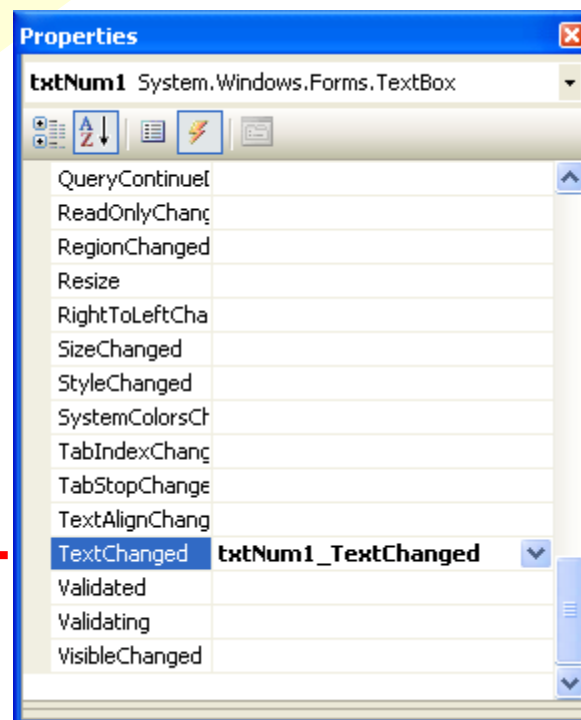 Properties
txtNum1 System.Windows.Forms.TextBox
A
Z
QueryContinueD
ReadOnlyChang
RegionChanged
Resize
RightToLeftCha
SizeChanged
StyleChanged
SystemColorsCh
TabIndexChang
TabStopChange
TextAlignChang
TextChanged txtNum1_TextChanged
Validated
Validating
VisibleChanged